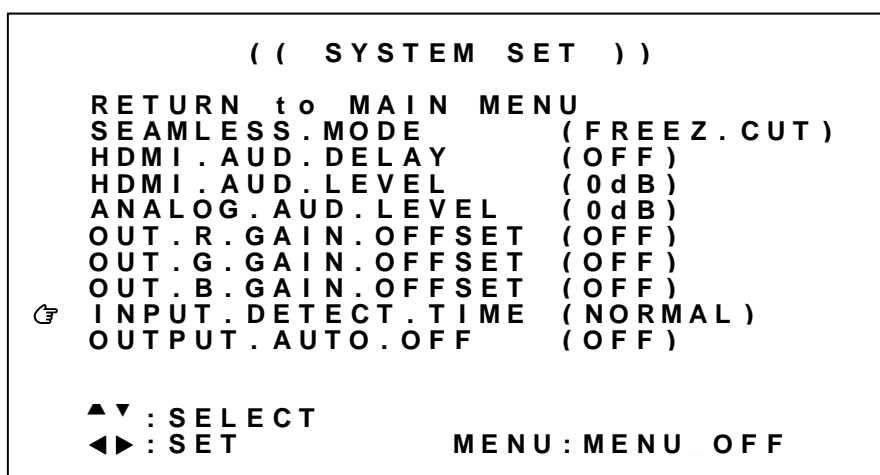 (( SYSTEM SET ))
RETURN to MAIN MENU
SEAMLESS.MODE (FREEZ.CUT)
HDMI.AUD.DELAY (OFF)
HDMI.AUD.LEVEL (0dB)
ANALOG.AUD.LEVEL (0dB)
OUT.R.GAIN.OFFSET (OFF)
OUT.G.GAIN.OFFSET (OFF)
OUT.B.GAIN.OFFSET (OFF)
☞ INPUT.DETECT.TIME (NORMAL)
OUTPUT.AUTO.OFF (OFF)
▲▼:SELECT
◀▶:SET MENU:MENU OFF